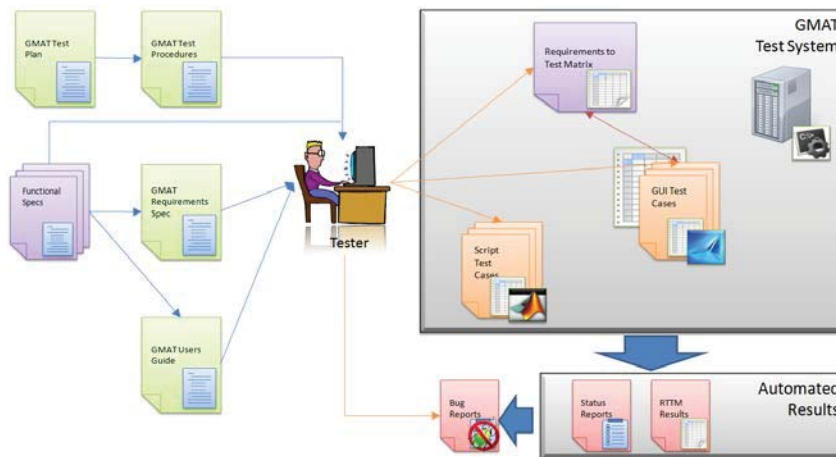 GMAT Test
Plan
GMAT Test
Procedures
Functional
Specs
GMAT
Requirements
Spec
GMAT Users
Guide
Tester
GMAT
Test System
Requirements to
Test Matrix
GUI Test
Cases
Script
Test
Cases
Bug
Reports
Status
Reports
RTTM
Results
Automated
Results